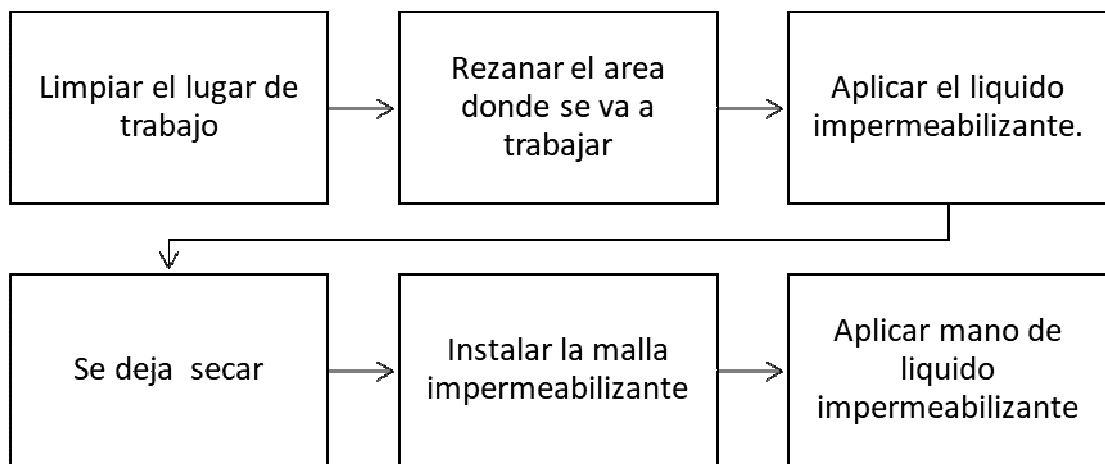 Limpiar el lugar de
trabajo
Rezanar el area
donde se va a
trabajar
Aplicar el liquido
impermeabilizante.
Se deja  secar
Instalar la malla
impermeabilizante
Aplicar mano de
liquido
impermeabilizante